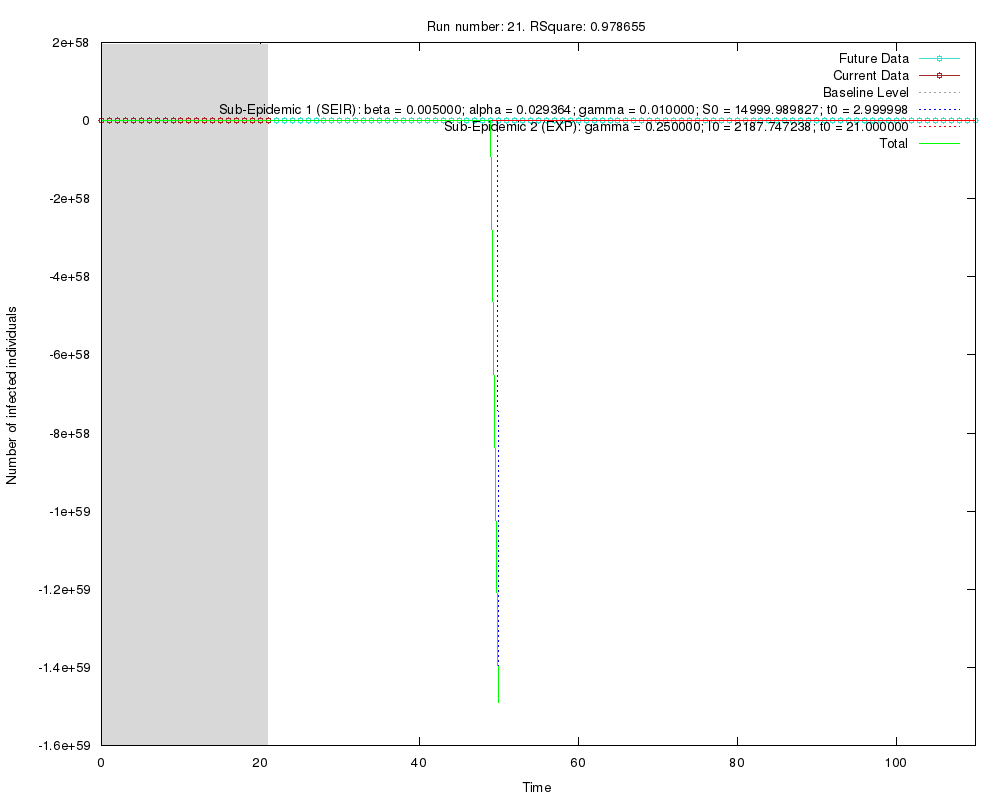 Run number: 21. RSquare: 0.978655
2e+58
0
-2e+58
-4e+58
-6e+58
-8e+58
-1e+59
-1.2e+59
-1.4e+59
-1.6e+59
Number of infected individuals
Future Data
Current Data
Baseline Level
Sub-Epidemic 1 (SEIR): beta = 0.005000; alpha = 0.029364; gamma = 0.010000; S0 = 14999.989827; t0 = 2.999998
Sub-Epidemic 2 (EXP): gamma = 0.250000; I0 = 2187.747238; t0 = 21.000000
Total
0 20 40 60 80 100
Time